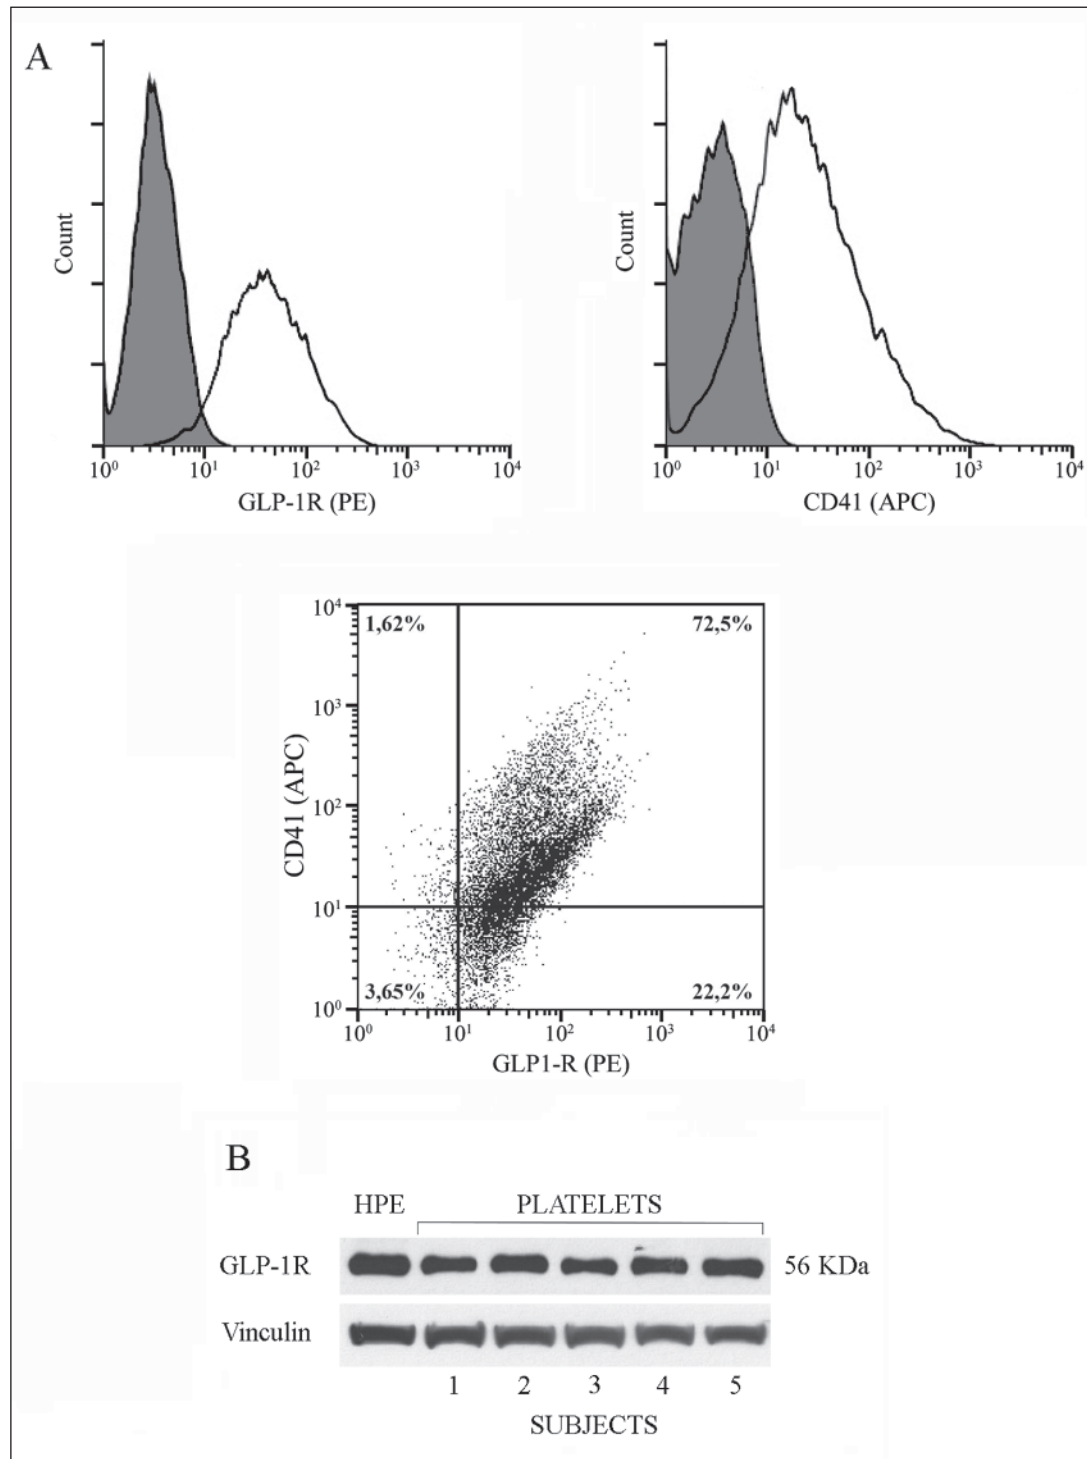 A
Count
10⁰ 10¹ 10² 10³ 10⁴
GLP-1R (PE)
Count
10⁰ 10¹ 10² 10³ 10⁴
CD41 (APC)
10⁴
10³
10²
10¹
10⁰
CD41 (APC)
1,62% 72,5%
3,65% 22,2%
10⁰ 10¹ 10² 10³ 10⁴
GLP1-R (PE)
B
HPE PLATELETS
GLP-1R 56 KDa
Vinculin
1 2 3 4 5
SUBJECTS